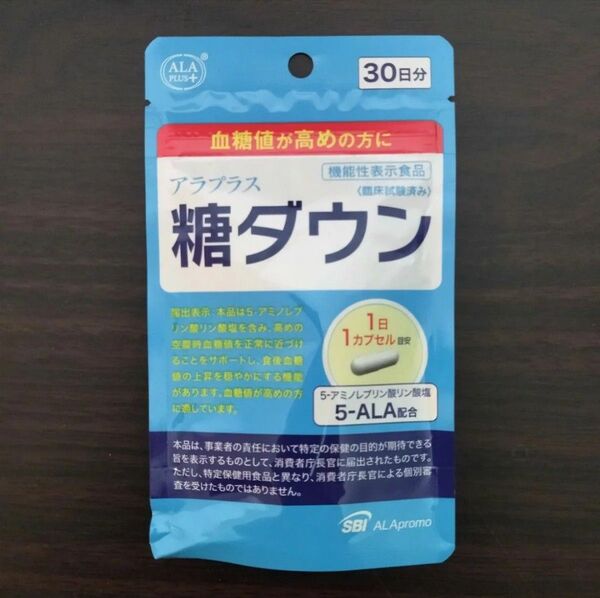 ALA
PLUS+
®
30日分
血糖値が高めの方に
機能性表示食品
〈臨床試験済み〉
アラプラス
糖ダウン
届出表示：本品は5-アミノレブ
リン酸リン酸塩を含み、高めの
空腹時血糖値を正常に近づけ
ることをサポートし、食後血糖
値の上昇を穏やかにする機能
があります。血糖値が高めの方
に適しています。
1日
1カプセル目安
5-アミノレブリン酸リン酸塩
5-ALA配合
本品は、事業者の責任において特定の保健の目的が期待できる
旨を表示するものとして、消費者庁長官に届出されたものです。
ただし、特定保健用食品と異なり、消費者庁長官による個別審
査を受けたものではありません。
SBI ALApromo